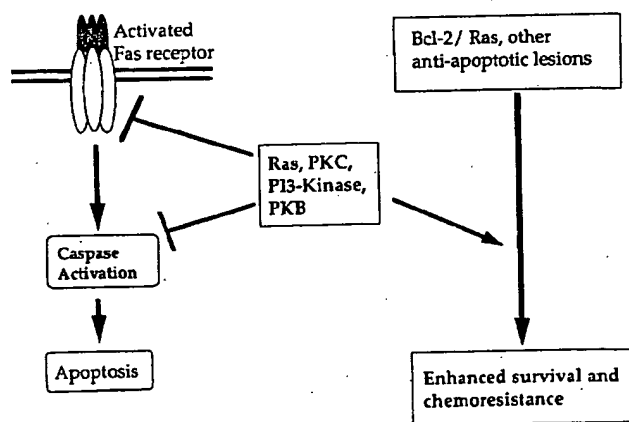 Activated
Fas receptor
Bcl-2/ Ras, other
anti-apoptotic lesions
Ras, PKC,
PI3-Kinase,
PKB
Caspase
Activation
Apoptosis
Enhanced survival and
chemoresistance